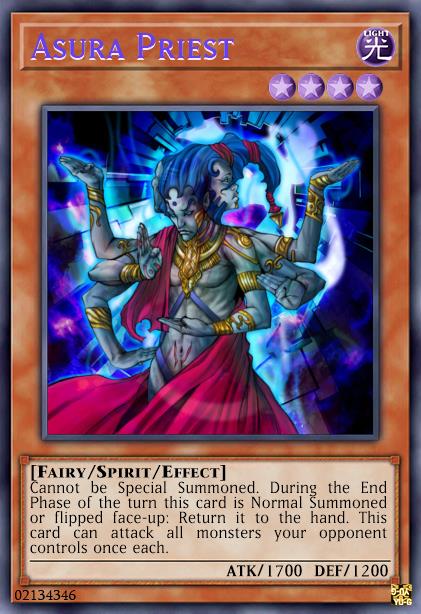 Asura Priest
LIGHT
光
[Fairy/Spirit/Effect]
Cannot be Special Summoned. During the End
Phase of the turn this card is Normal Summoned
or flipped face-up: Return it to the hand. This
card can attack all monsters your opponent
controls once each.
ATK/1700 DEF/1200
02134346